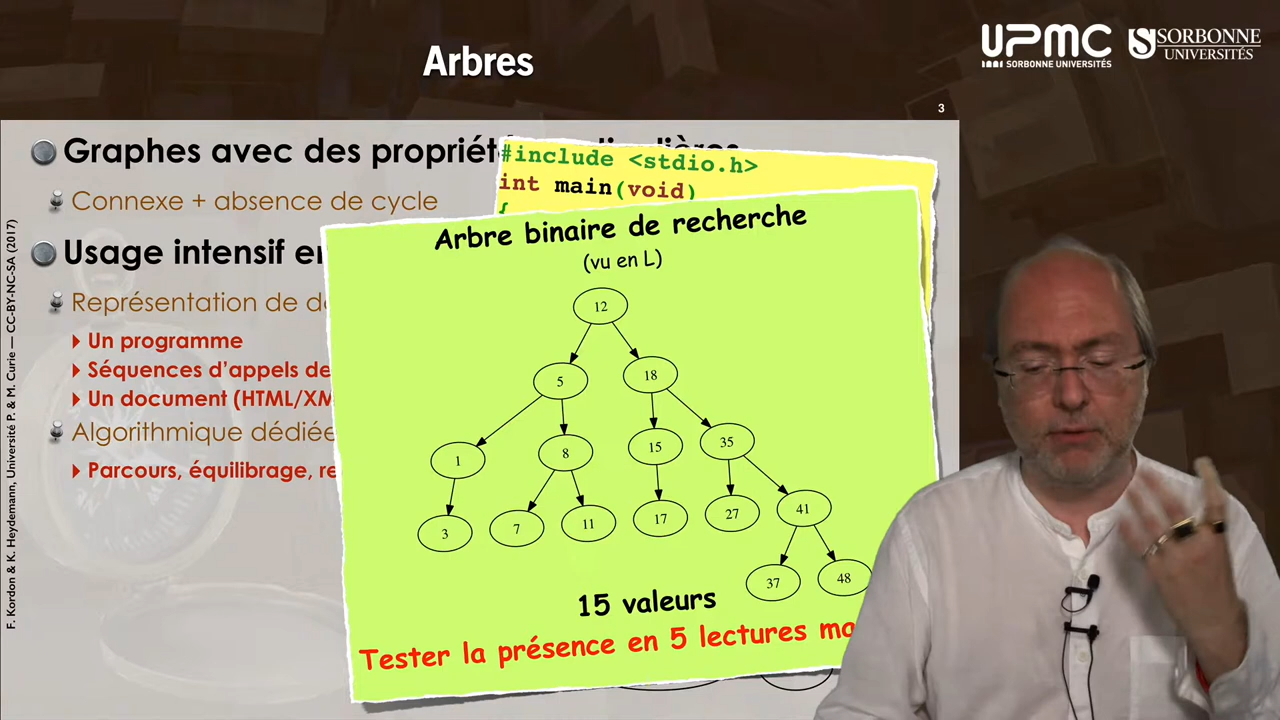 Arbres
UPMC
SORBONNE UNIVERSITÉS
SORBONNE
UNIVERSITÉS
3
Graphes avec des
#include <stdio.h>
Connexe + absence de cycle
int main(void)
{
Usage intensif
Arbre binaire de recherche
(vu en L)
Représentation de
Un programme
Séquences d'appels de
Un document (HTML/XM
Algorithmique dédiée
Parcours, équilibrage, re
12
5
18
1
8
15
35
3
7
11
17
27
41
37
48
15 valeurs
Tester la présence en 5 lectures
F. Kordon & K. Heydemann, Université P. & M. Curie — CC-BY-NC-SA (2017)